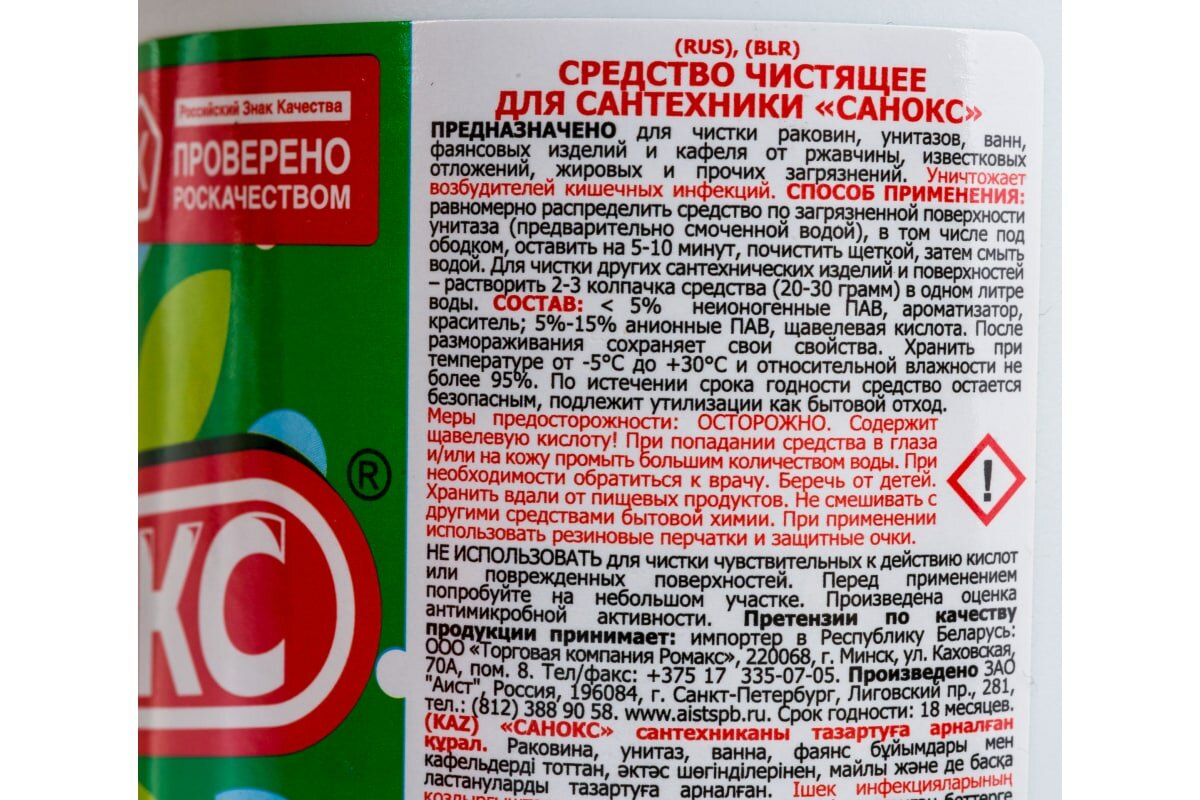 Российский Знак Качества
ПРОВЕРЕНО
РОСКАЧЕСТВОМ
КС
®
(RUS), (BLR)
СРЕДСТВО ЧИСТЯЩЕЕ
ДЛЯ САНТЕХНИКИ «САНОКС»
ПРЕДНАЗНАЧЕНО для чистки раковин, унитазов, ванн,
фаянсовых изделий и кафеля от ржавчины, известковых
отложений, жировых и прочих загрязнений. Уничтожает
возбудителей кишечных инфекций. СПОСОБ ПРИМЕНЕНИЯ:
равномерно распределить средство по загрязненной поверхности
унитаза (предварительно смоченной водой), в том числе под
ободком, оставить на 5-10 минут, почистить щеткой, затем смыть
водой. Для чистки других сантехнических изделий и поверхностей
– растворить 2-3 колпачка средства (20-30 грамм) в одном литре
воды. СОСТАВ: < 5% неионогенные ПАВ, ароматизатор,
краситель; 5%-15% анионные ПАВ, щавелевая кислота. После
размораживания сохраняет свои свойства. Хранить при
температуре от -5°С до +30°С и относительной влажности не
более 95%. По истечении срока годности средство остается
безопасным, подлежит утилизации как бытовой отход.
Меры предосторожности: ОСТОРОЖНО. Содержит
щавелевую кислоту! При попадании средства в глаза
и/или на кожу промыть большим количеством воды. При
необходимости обратиться к врачу. Беречь от детей.
Хранить вдали от пищевых продуктов. Не смешивать с
другими средствами бытовой химии. При применении
использовать резиновые перчатки и защитные очки.
НЕ ИСПОЛЬЗОВАТЬ для чистки чувствительных к действию кислот
или поврежденных поверхностей. Перед применением
попробуйте на небольшом участке. Произведена оценка
антимикробной активности. Претензии по качеству
продукции принимает: импортер в Республику Беларусь:
ООО «Торговая компания Ромакс», 220068, г. Минск, ул. Каховская,
70А, пом. 8. Тел/факс: +375 17 335-07-05. Произведено ЗАО
"Аист", Россия, 196084, г. Санкт-Петербург, Лиговский пр., 281,
тел.: (812) 388 90 58. www.aistspb.ru. Срок годности: 18 месяцев.
(KAZ) «САНОКС» сантехниканы тазартуға арналған
құрал. Раковина, унитаз, ванна, фаянс бұйымдары мен
кафельдерді тоттан, әктас шөгінділерінен, майлы және де басқа
ластануларды тазартуға арналған. Ішек инфекцияларының